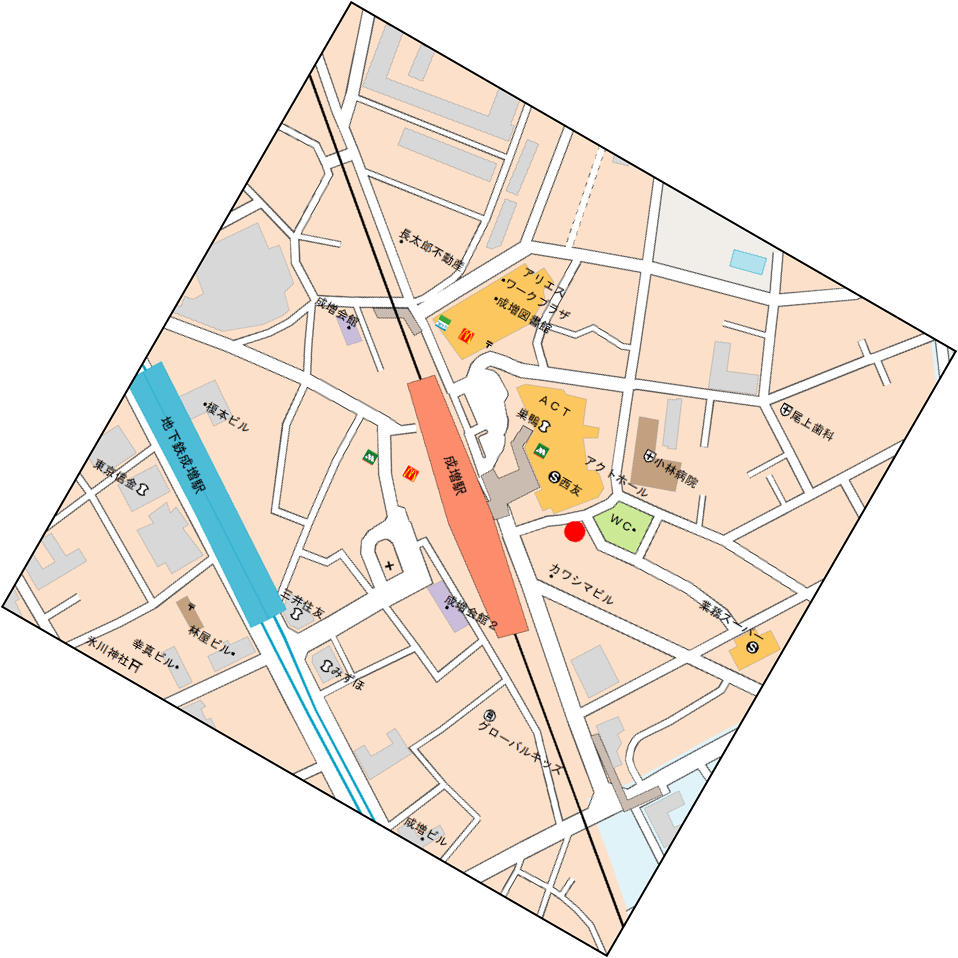 長太郎不動産
アリエス
ワークプラザ
成増図書館
〒
成増会館
ACT
巣鴨
西友
アクトホール
小林病院
尾上歯科
榎本ビル
地下鉄成増駅
成増駅
東京信金
WC
カワシマビル
業務スーパー
三井住友
成増会館2
林屋ビル
幸真ビル
氷川神社
みずほ
グローバルキッズ
成増ビル